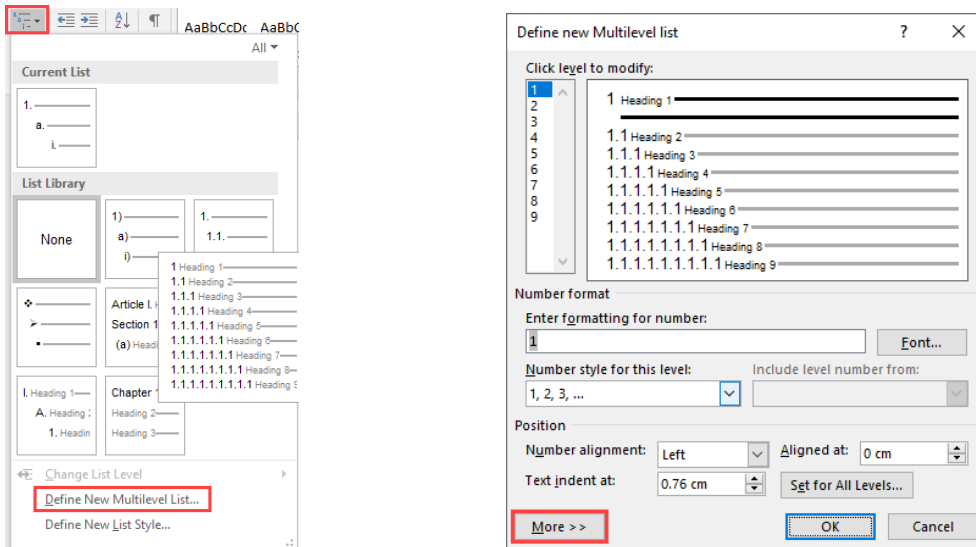 AaBbCcDc AaBbC
All
Current List
1.
a.
i.
List Library
None
1)
a)
i)
1.
1.1.
1 Heading 1
1.1 Heading 2
1.1.1 Heading 3
1.1.1.1 Heading 4
1.1.1.1.1 Heading 5
1.1.1.1.1.1 Heading 6
1.1.1.1.1.1.1 Heading 7
1.1.1.1.1.1.1.1 Heading 8
1.1.1.1.1.1.1.1.1 Heading 9
Article I.
Section 1
(a) Headi
I. Heading 1
A. Heading 2
1. Headin
Chapter
Heading 2
Heading 3
Change List Level
Define New Multilevel List...
Define New List Style...
Define new Multilevel list
? ×
Click level to modify:
1
2
3
4
5
6
7
8
9
1 Heading 1
1.1 Heading 2
1.1.1 Heading 3
1.1.1.1 Heading 4
1.1.1.1.1 Heading 5
1.1.1.1.1.1 Heading 6
1.1.1.1.1.1.1 Heading 7
1.1.1.1.1.1.1.1 Heading 8
1.1.1.1.1.1.1.1.1 Heading 9
Number format
Enter formatting for number:
1
Font...
Number style for this level:
Include level number from:
1, 2, 3, ...
Position
Number alignment:
Left
Aligned at:
0 cm
Text indent at:
0.76 cm
Set for All Levels...
More >>
OK
Cancel